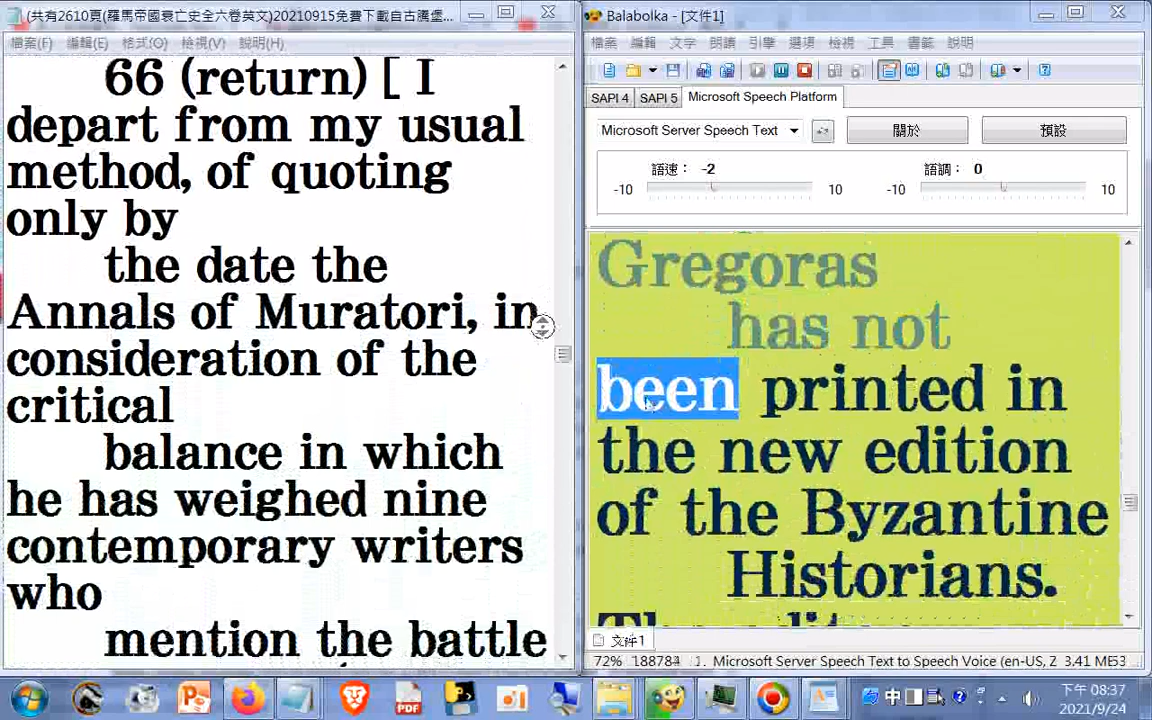 (共有2610頁(羅馬帝國衰亡史全六卷英文)20210915免費下載自古騰堡...
檔案(F) 編輯(E) 格式(O) 檢視(V) 說明(H)
66 (return) [ I
depart from my usual
method, of quoting
only by
the date the
Annals of Muratori, in
consideration of the
critical
balance in which
he has weighed nine
contemporary writers
who
mention the battle
Balabolka - [文件1]
檔案 編輯 文字 朗讀 引擎 選項 檢視 工具 書籤 說明
SAPI 4 SAPI 5 Microsoft Speech Platform
Microsoft Server Speech Text 關於 預設
語速: -2 語調: 0
-10 10 -10 10
Gregoras
has not
been printed in
the new edition
of the Byzantine
Historians.
文件1
72% 188784 1. Microsoft Server Speech Text to Speech Voice (en-US, Z 3.41 ME53
中
下午 08:37
2021/9/24